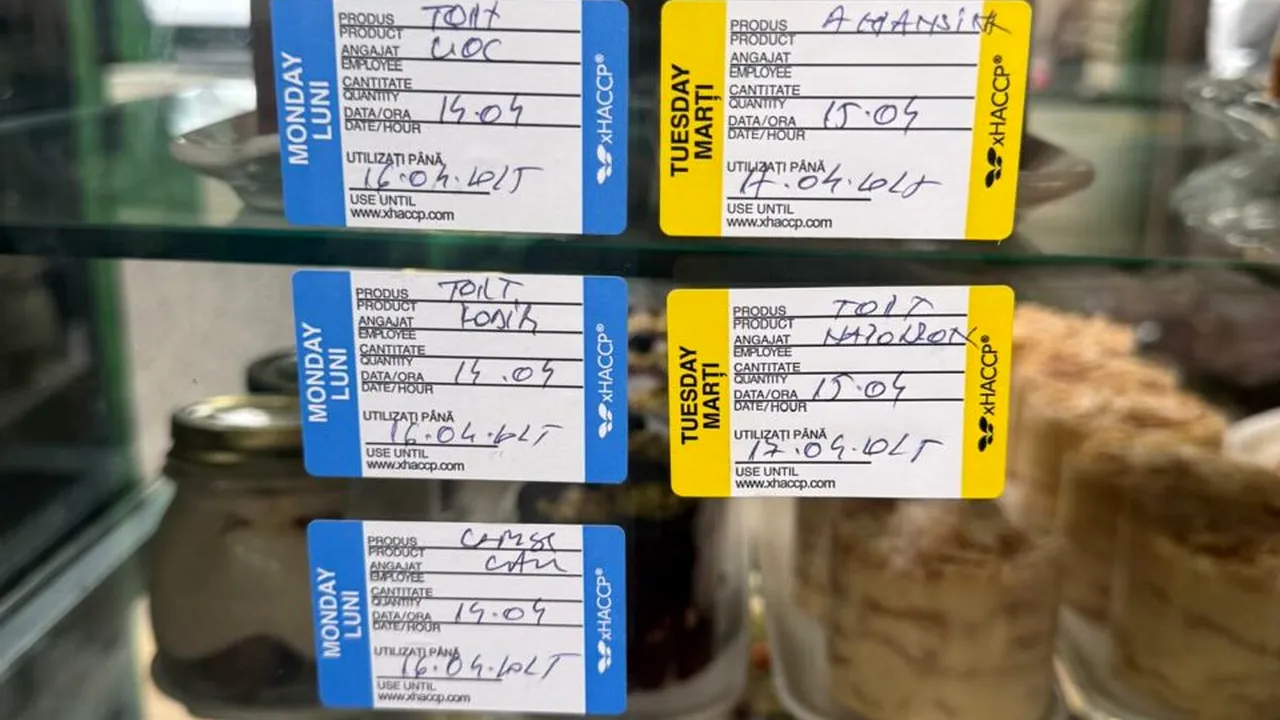 MONDAY
LUNI
PRODUS TORT
PRODUCT
ANGAJAT CIOC
EMPLOYEE
CANTITATE
QUANTITY
DATA/ORA 14.04
DATE/HOUR
UTILIZAȚI PÂNĂ
16.04.
USE UNTIL
www.xhaccp.com
xHACCP®
TUESDAY
MARȚI
PRODUS
PRODUCT
ANGAJAT
EMPLOYEE
CANTITATE
QUANTITY
DATA/ORA 15.04
DATE/HOUR
UTILIZAȚI PÂNĂ
17.04.
USE UNTIL
www.xhaccp.com
xHACCP®
MONDAY
LUNI
PRODUS TORT
PRODUCT
ANGAJAT
EMPLOYEE
CANTITATE
QUANTITY
DATA/ORA 14.04
DATE/HOUR
UTILIZAȚI PÂNĂ
16.04.
USE UNTIL
www.xhaccp.com
xHACCP®
TUESDAY
MARȚI
PRODUS TORT
PRODUCT
ANGAJAT NAPOLEON
EMPLOYEE
CANTITATE
QUANTITY
DATA/ORA 15.04
DATE/HOUR
UTILIZAȚI PÂNĂ
17.04.
USE UNTIL
www.xhaccp.com
xHACCP®
MONDAY
LUNI
PRODUS
PRODUCT
ANGAJAT
EMPLOYEE
CANTITATE
QUANTITY
DATA/ORA 14.04
DATE/HOUR
UTILIZAȚI PÂNĂ
16.04.
USE UNTIL
www.xhaccp.com
xHACCP®